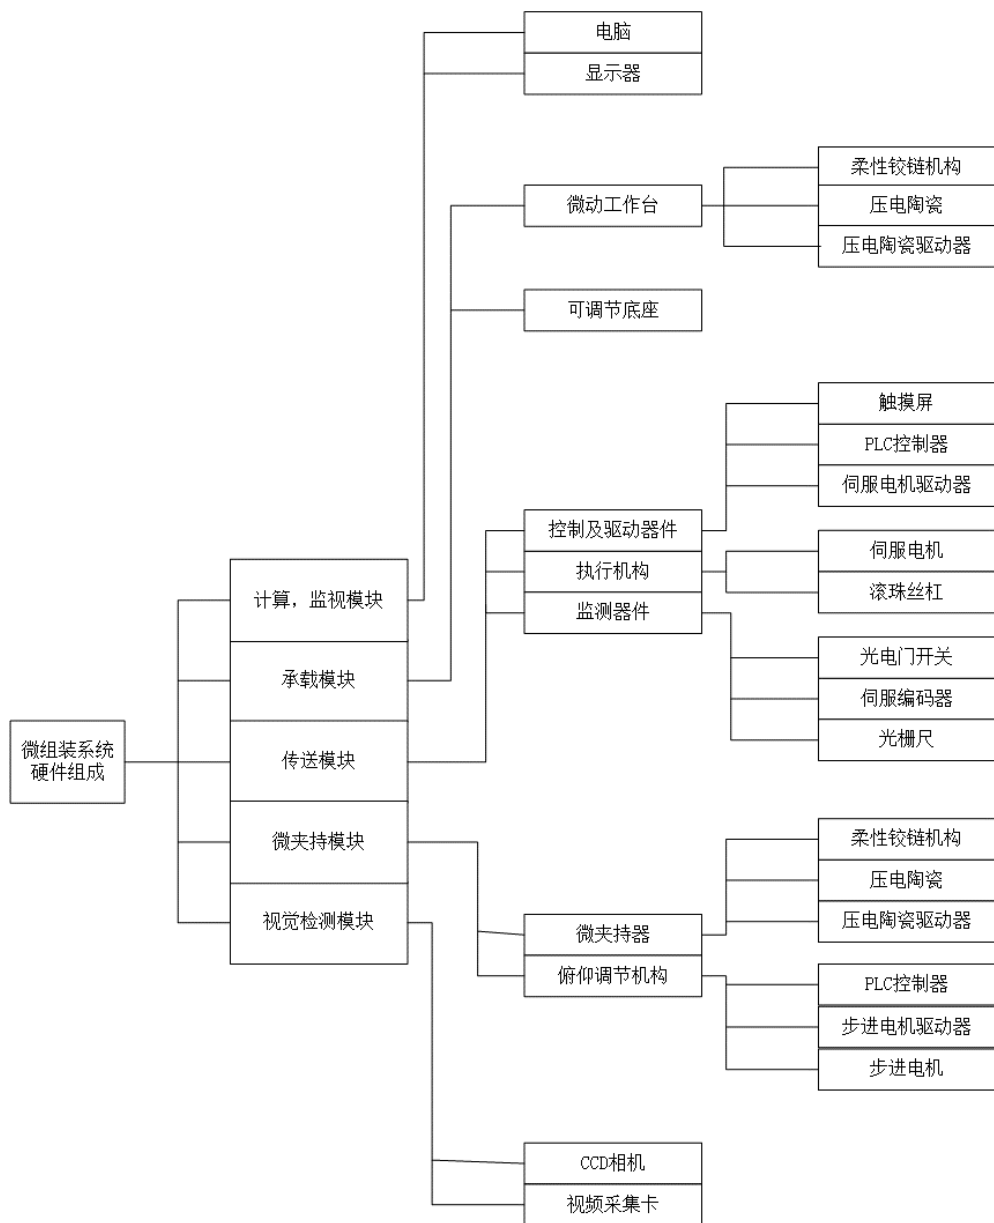 微组装系统
硬件组成
计算，监视模块
承载模块
传送模块
微夹持模块
视觉检测模块
电脑
显示器
微动工作台
可调节底座
控制及驱动器件
执行机构
监测器件
微夹持器
俯仰调节机构
CCD相机
视频采集卡
柔性铰链机构
压电陶瓷
压电陶瓷驱动器
触摸屏
PLC控制器
伺服电机驱动器
伺服电机
滚珠丝杠
光电门开关
伺服编码器
光栅尺
柔性铰链机构
压电陶瓷
压电陶瓷驱动器
PLC控制器
步进电机驱动器
步进电机